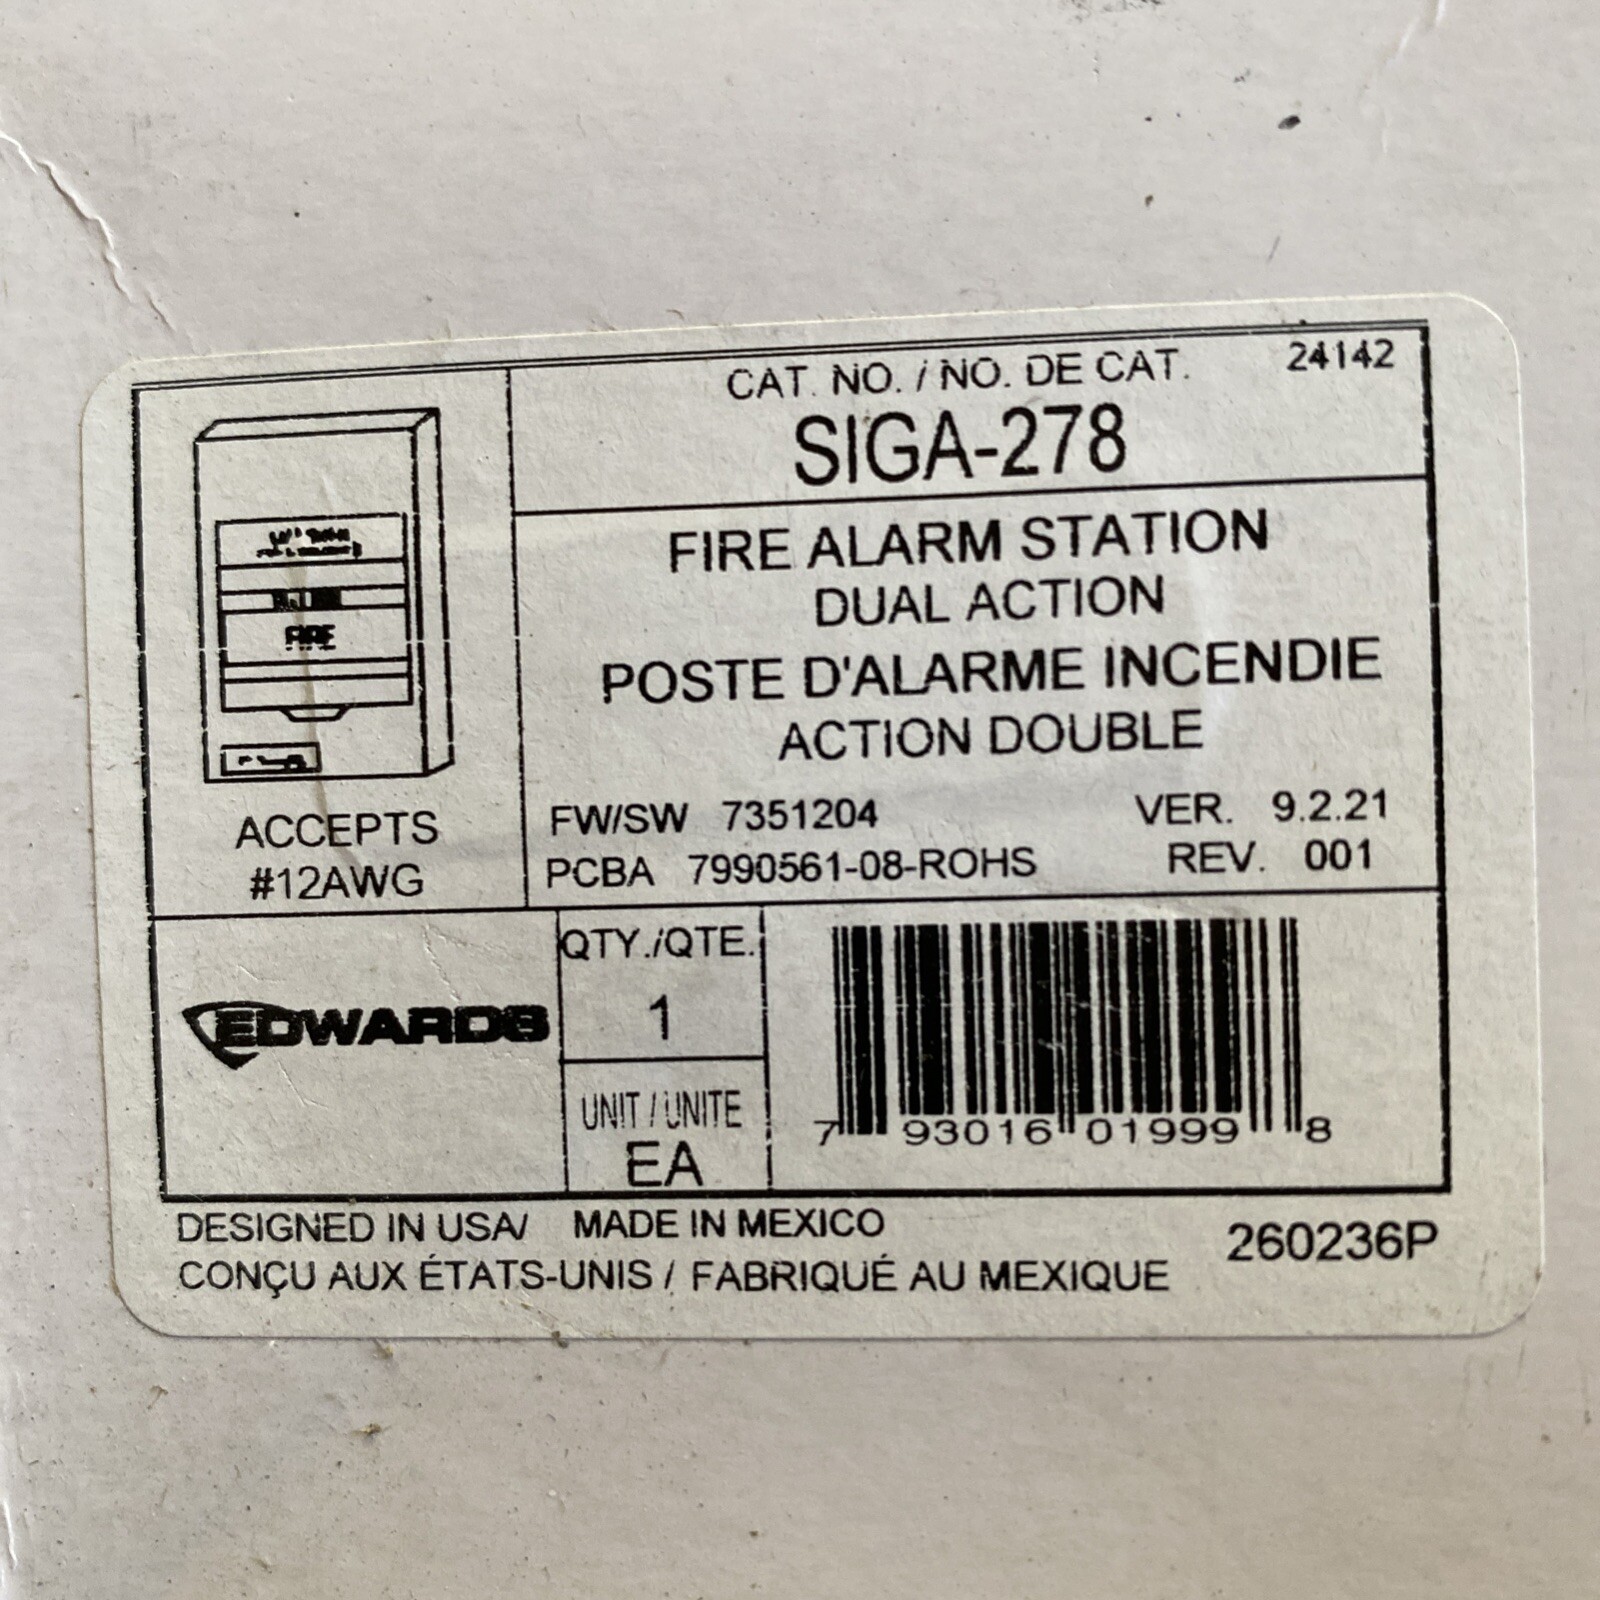 CAT. NO. / NO. DE CAT. 24142
SIGA-278
FIRE ALARM STATION
DUAL ACTION
POSTE D'ALARME INCENDIE
ACTION DOUBLE
FW/SW 7351204 VER. 9.2.21
PCBA 7990561-08-ROHS REV. 001
FIRE
ACCEPTS
#12AWG
EDWARDS
QTY./QTE.
1
UNIT / UNITE
EA
7 93016 01999 8
DESIGNED IN USA/ MADE IN MEXICO
CONÇU AUX ÉTATS-UNIS / FABRIQUÉ AU MEXIQUE
260236P